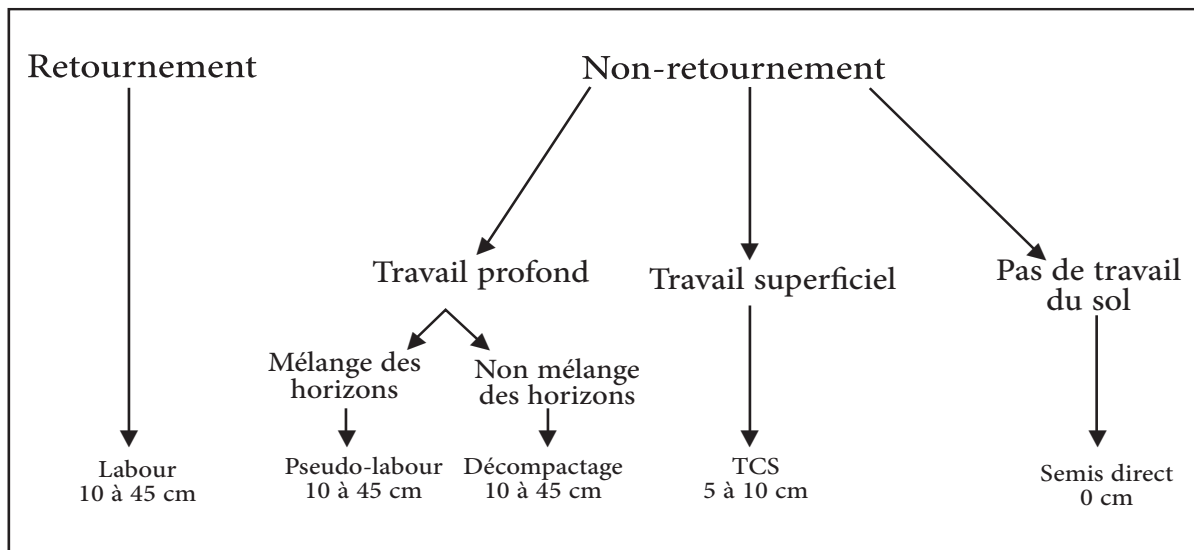 Retournement
Non-retournement
Travail profond
Travail superficiel
Pas de travail
du sol
Mélange des
horizons
Non mélange
des horizons
Labour
10 à 45 cm
Pseudo-labour
10 à 45 cm
Décompactage
10 à 45 cm
TCS
5 à 10 cm
Semis direct
0 cm